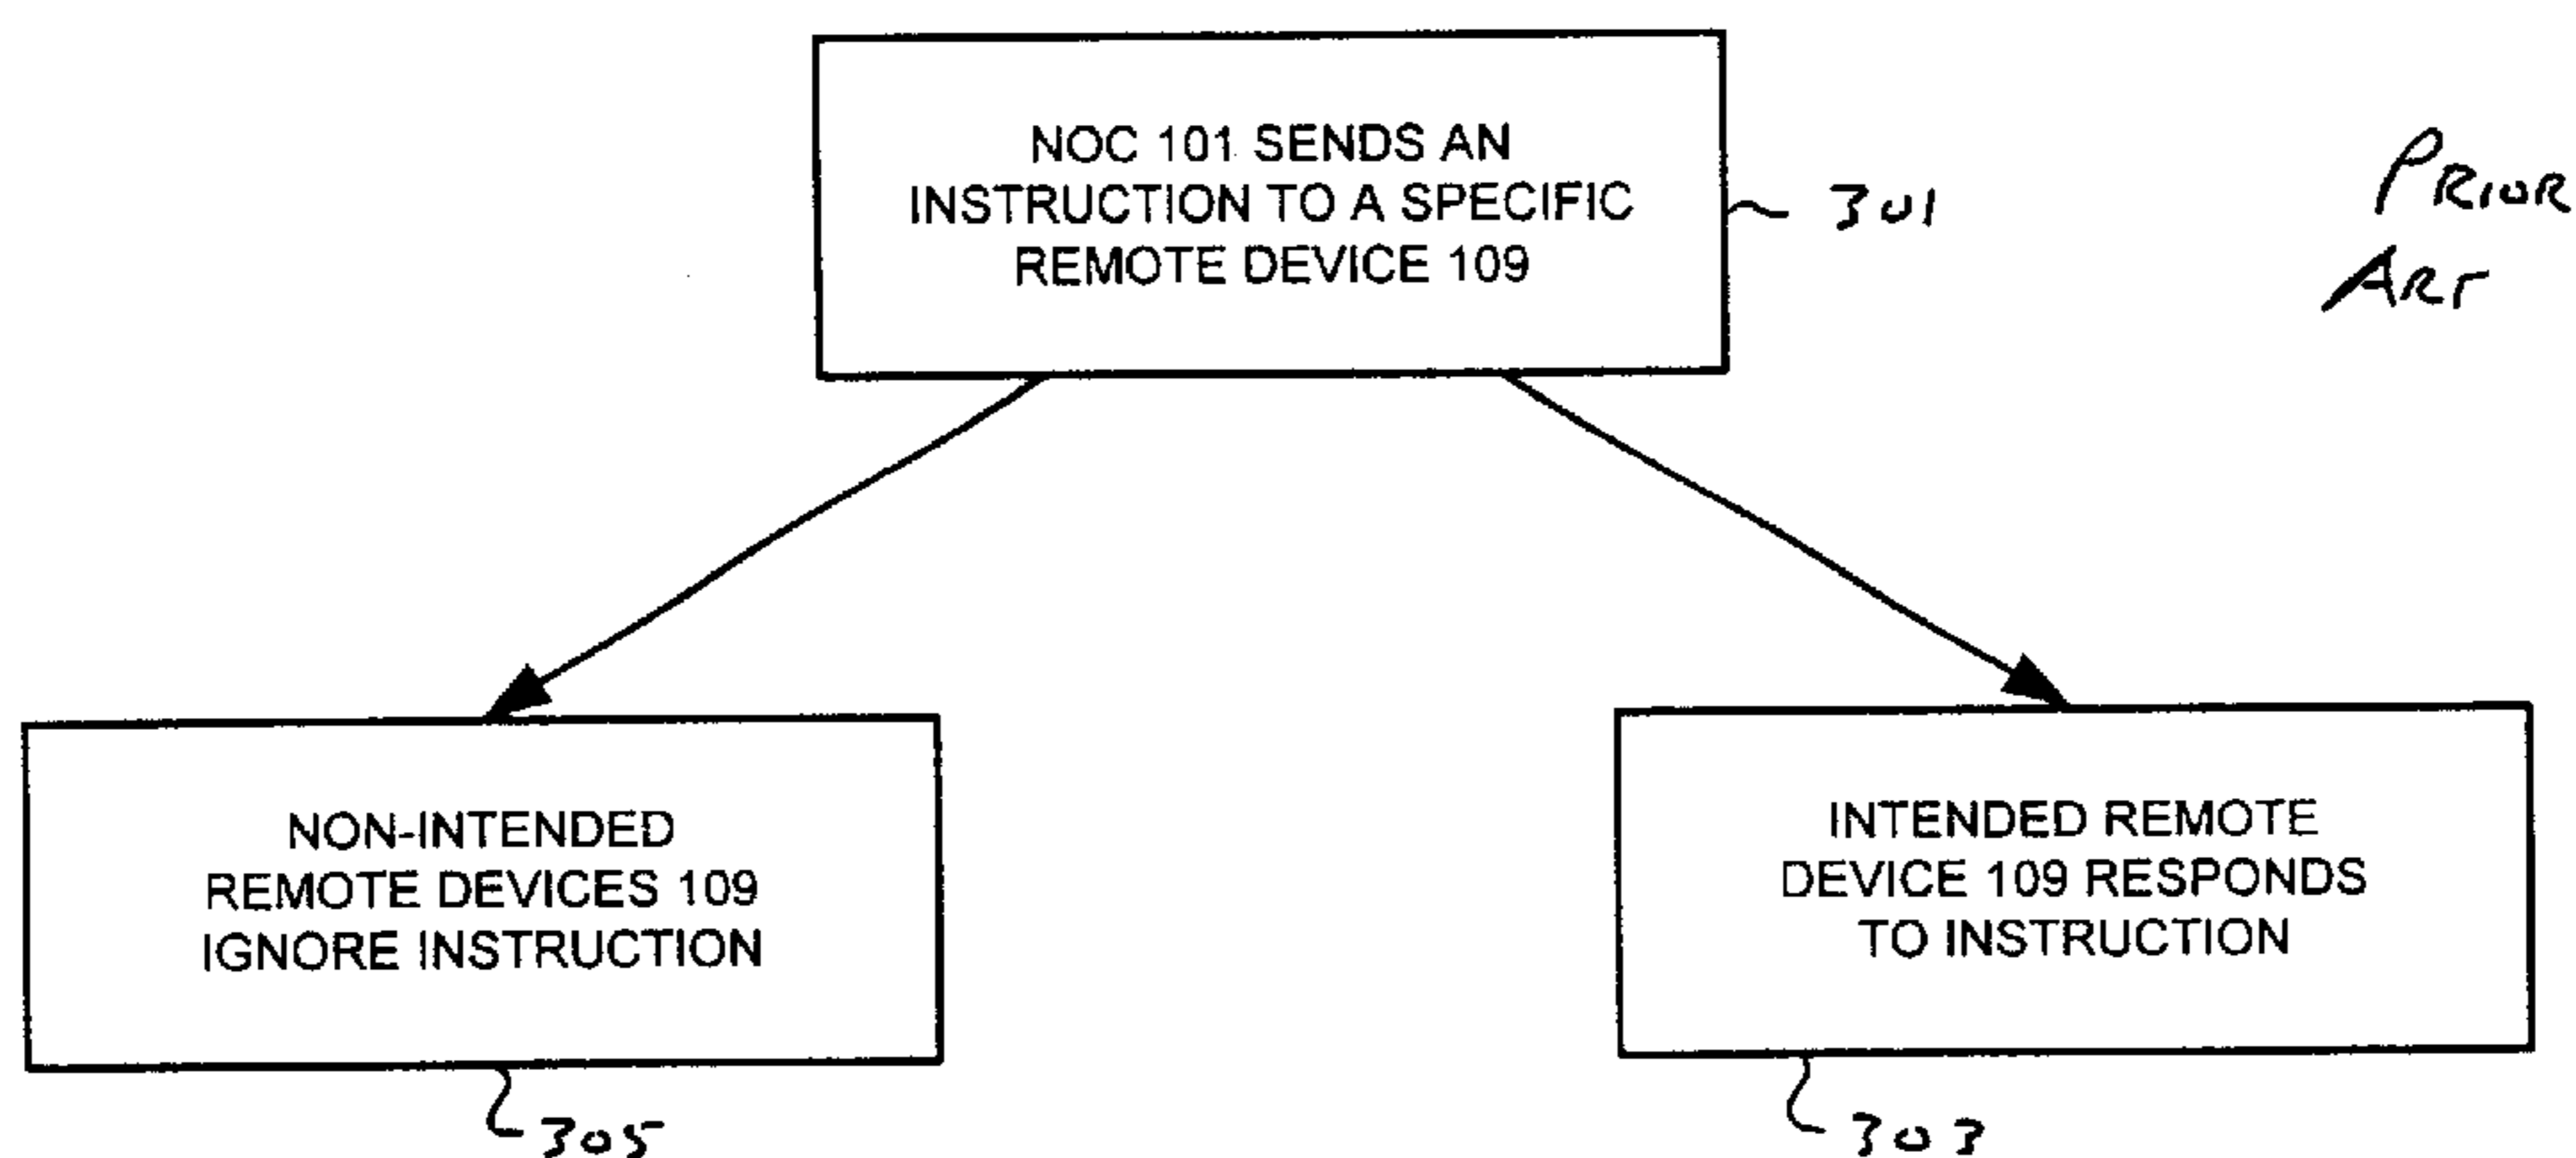 NOC 101 SENDS AN
INSTRUCTION TO A SPECIFIC
REMOTE DEVICE 109
301
PRIOR
ART
NON-INTENDED
REMOTE DEVICES 109
IGNORE INSTRUCTION
305
INTENDED REMOTE
DEVICE 109 RESPONDS
TO INSTRUCTION
303